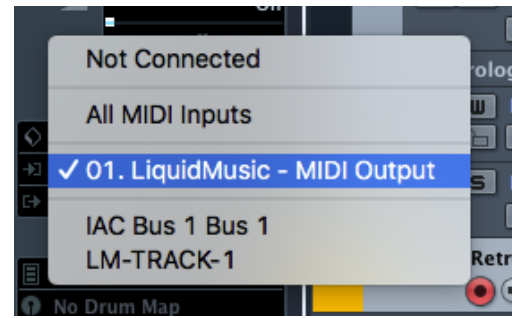 Not Connected
All MIDI Inputs
✓ 01. LiquidMusic - MIDI Output
IAC Bus 1 Bus 1
LM-TRACK-1
W
S
Retr
No Drum Map